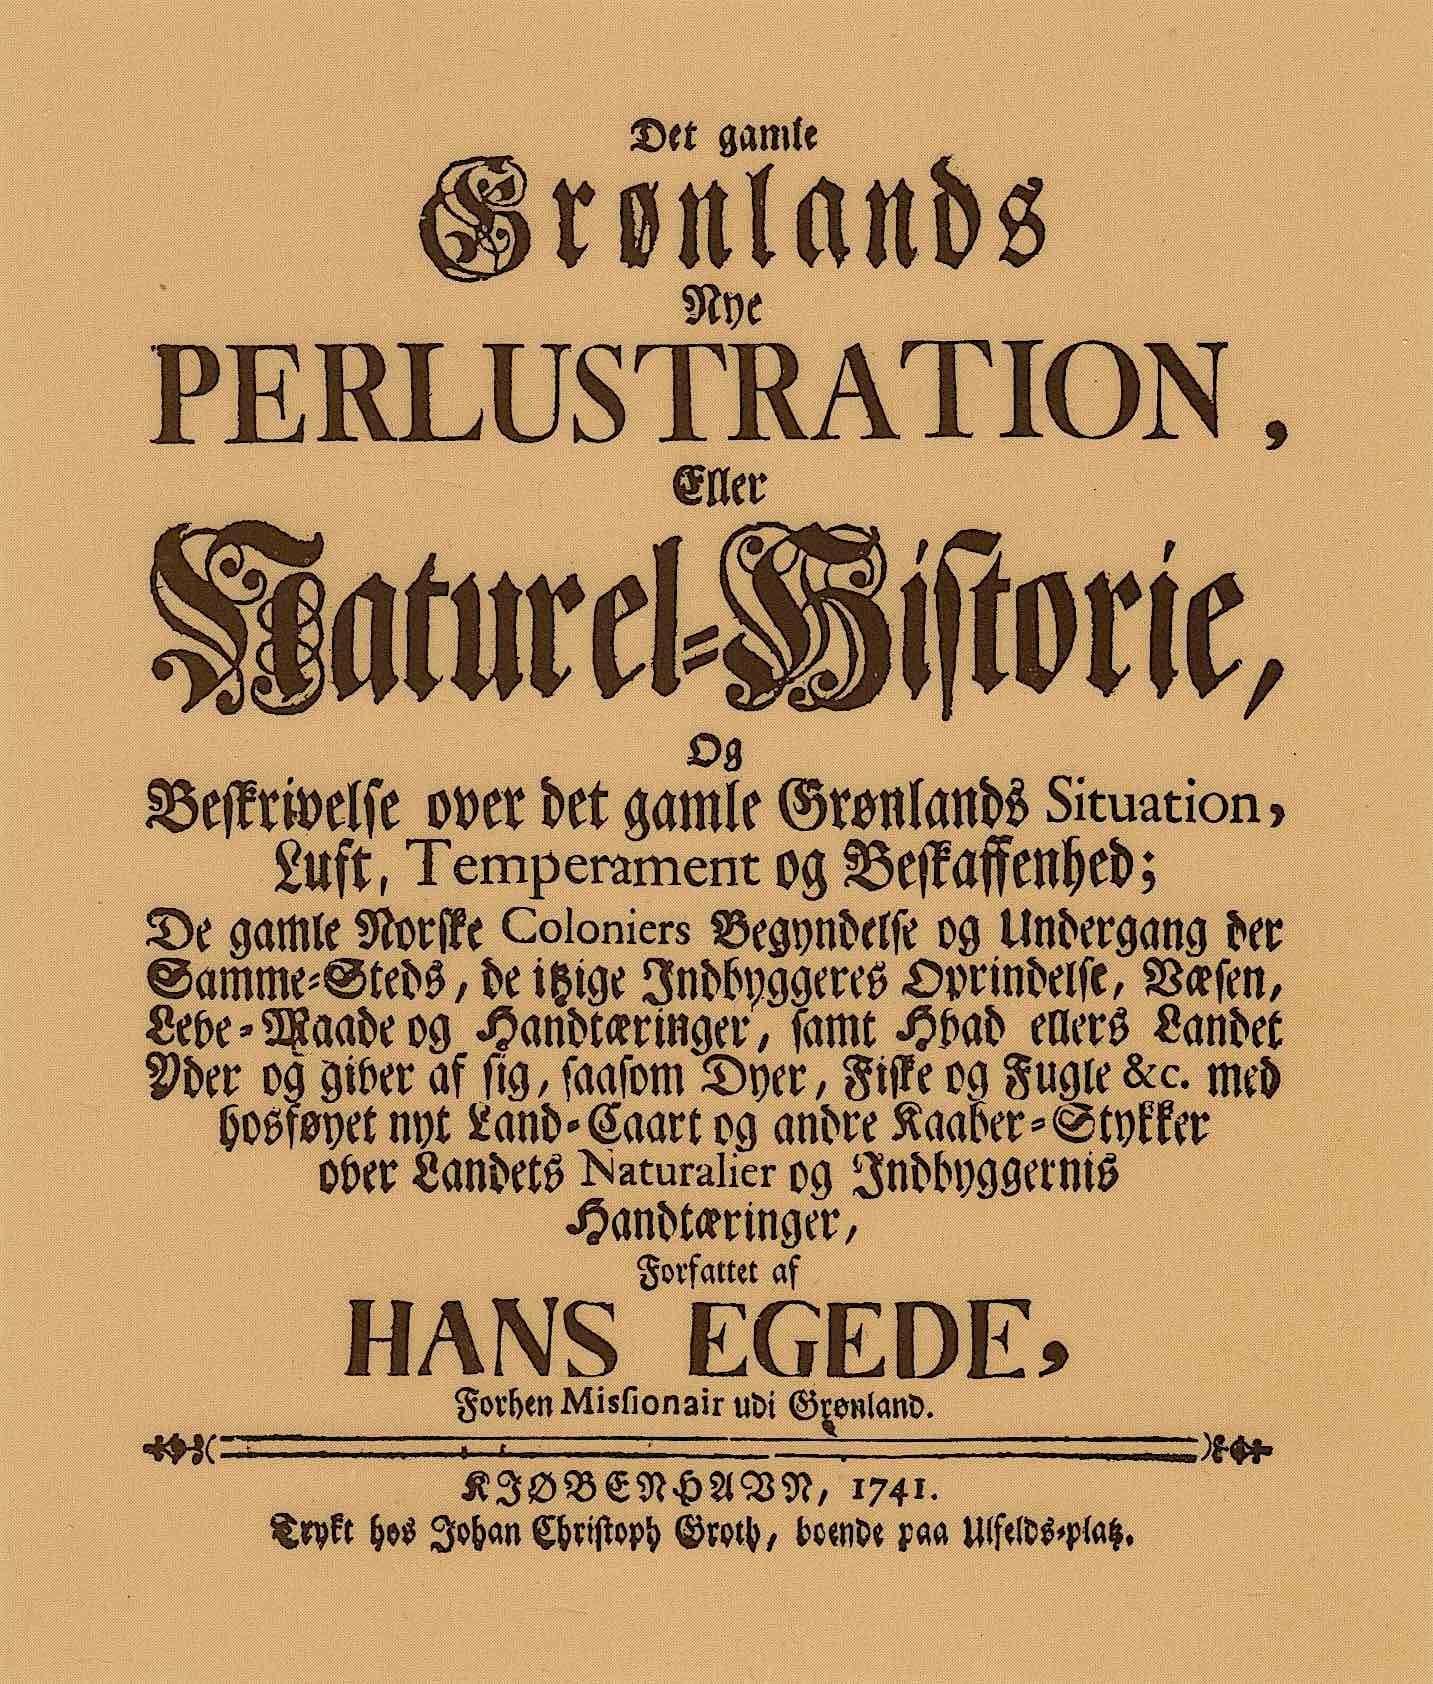 Det gamle
Grønlands
Nye
PERLUSTRATION,
Eller
Naturel-Historie,
Og
Beskrivelse over det gamle Grønlands Situation,
Luft, Temperament og Beskaffenhed;
De gamle Norske Coloniers Begyndelse og Undergang der
Samme-Steds, de itzige Indbyggeres Oprindelse, Væsen,
Leve-Maade og Handtæringer, samt Hvad ellers Landet
Yder og giver af sig, saasom Dyer, Fiske og Fugle &c. med
hosføyet nyt Land-Caart og andre Kaaber-Stykker
over Landets Naturalier og Indbyggernis
Handtæringer,
Forfattet af
HANS EGEDE,
Forhen Missionair udi Grønland.
KJØBENHAVN, 1741.
Trykt hos Johan Christoph Groth, boende paa Ulfelds-platz.